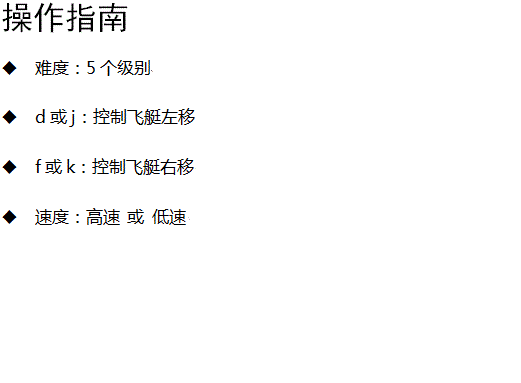 操作指南
◆ 难度：5 个级别
◆ d 或 j：控制飞艇左移
◆ f 或 k：控制飞艇右移
◆ 速度：高速 或 低速